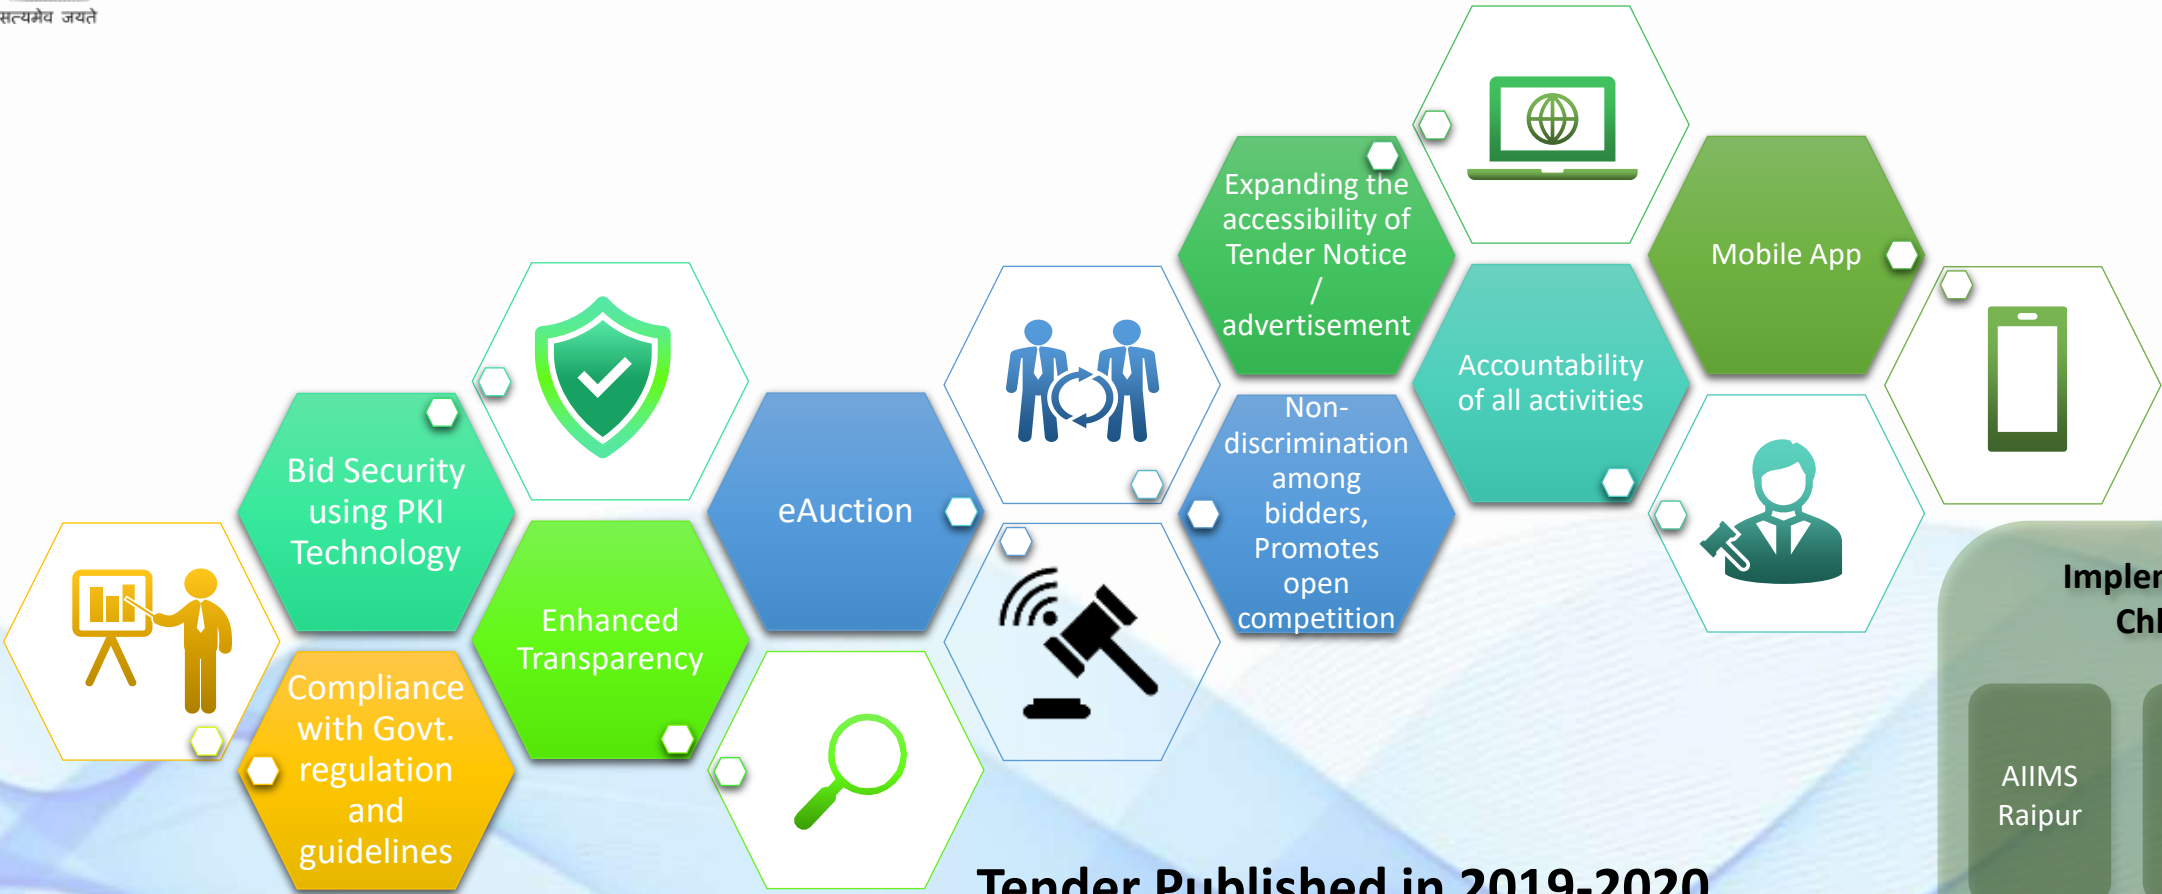 सत्यमेव जयते
Expanding the
accessibility of
Tender Notice
/
advertisement
Mobile App
Accountability
of all activities
Non-
discrimination
among
bidders,
Promotes
open
competition
Bid Security
using PKI
Technology
eAuction
Enhanced
Transparency
Compliance
with Govt.
regulation
and
guidelines
AIIMS
Raipur
Tender Published in 2019-2020